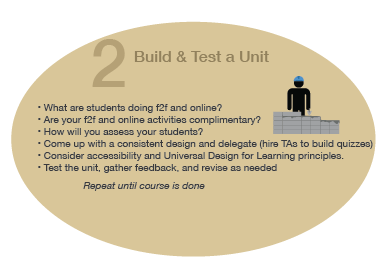 2 Build & Test a Unit
• What are students doing f2f and online?
• Are your f2f and online activities complimentary?
• How will you assess your students?
• Come up with a consistent design and delegate (hire TAs to build quizzes)
• Consider accessibility and Universal Design for Learning principles.
• Test the unit, gather feedback, and revise as needed
Repeat until course is done